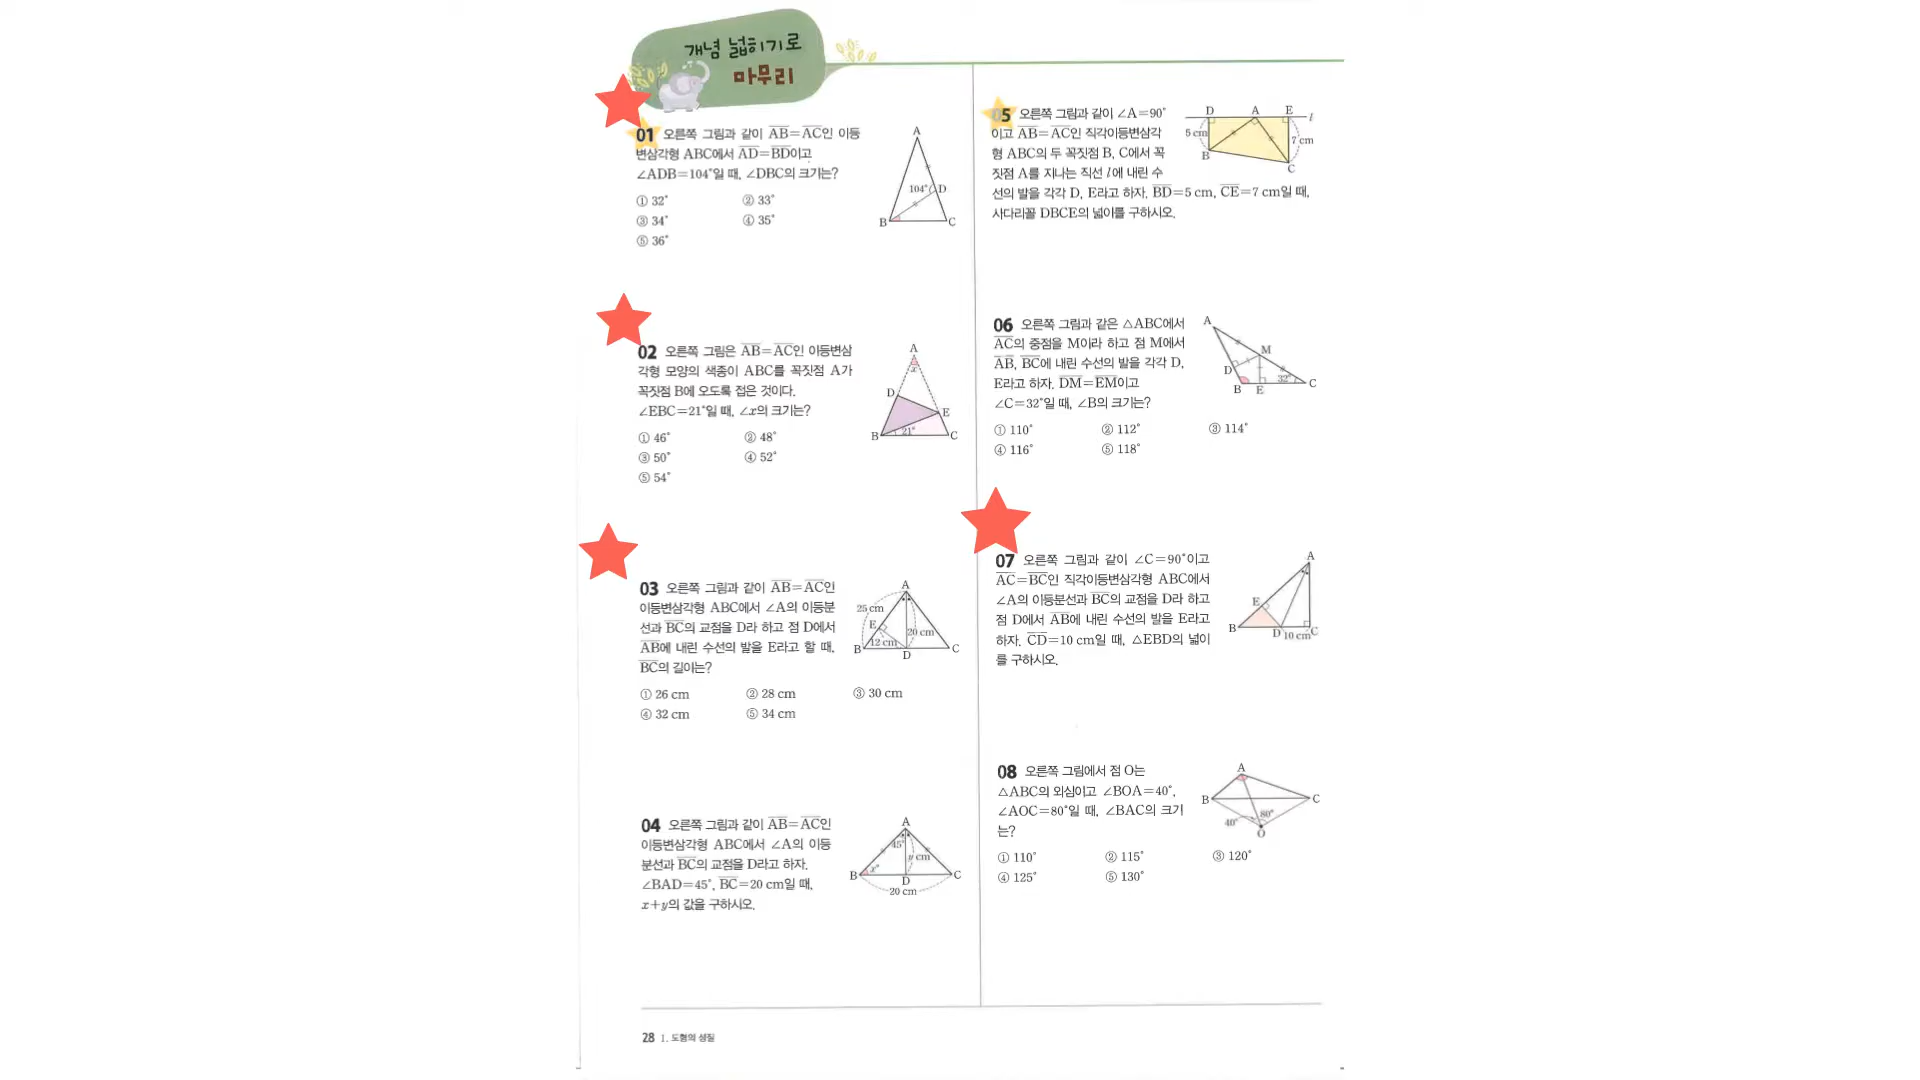 개념 넓히기로
마무리
01 오른쪽 그림과 같이 AB=AC인 이등
변삼각형 ABC에서 AD=BD이고
∠ADB=104°일 때, ∠DBC의 크기는?
① 32° ② 33°
③ 34° ④ 35°
⑤ 36°
A
104°
D
B C
02 오른쪽 그림은 AB=AC인 이등변삼
각형 모양의 색종이 ABC를 꼭짓점 A가
꼭짓점 B에 오도록 접은 것이다.
∠EBC=21°일 때, ∠x의 크기는?
① 46° ② 48°
③ 50° ④ 52°
⑤ 54°
A
x
D
E
21°
B C
03 오른쪽 그림과 같이 AB=AC인
이등변삼각형 ABC에서 ∠A의 이등분
선과 BC의 교점을 D라 하고 점 D에서
AB에 내린 수선의 발을 E라고 할 때,
BC의 길이는?
① 26 cm ② 28 cm ③ 30 cm
④ 32 cm ⑤ 34 cm
A
25 cm
E
20 cm
12 cm
B D C
04 오른쪽 그림과 같이 AB=AC인
이등변삼각형 ABC에서 ∠A의 이등
분선과 BC의 교점을 D라고 하자.
∠BAD=45°, BC=20 cm일 때,
x+y의 값을 구하시오.
A
45°
y cm
x°
B D C
20 cm
05 오른쪽 그림과 같이 ∠A=90°
이고 AB=AC인 직각이등변삼각
형 ABC의 두 꼭짓점 B, C에서 꼭
짓점 A를 지나는 직선 l에 내린 수
선의 발을 각각 D, E라고 하자. BD=5 cm, CE=7 cm일 때,
사다리꼴 DBCE의 넓이를 구하시오.
D A E
l
5 cm
7 cm
B
C
06 오른쪽 그림과 같은 △ABC에서
AC의 중점을 M이라 하고 점 M에서
AB, BC에 내린 수선의 발을 각각 D,
E라고 하자. DM=EM이고
∠C=32°일 때, ∠B의 크기는?
① 110° ② 112° ③ 114°
④ 116° ⑤ 118°
A
M
D
32°
B E C
07 오른쪽 그림과 같이 ∠C=90°이고
AC=BC인 직각이등변삼각형 ABC에서
∠A의 이등분선과 BC의 교점을 D라 하고
점 D에서 AB에 내린 수선의 발을 E라고
하자. CD=10 cm일 때, △EBD의 넓이
를 구하시오.
A
E
B D 10 cm C
08 오른쪽 그림에서 점 O는
△ABC의 외심이고 ∠BOA=40°,
∠AOC=80°일 때, ∠BAC의 크기
는?
① 110° ② 115° ③ 120°
④ 125° ⑤ 130°
A
B C
40° 80°
O
28 1. 도형의 성질